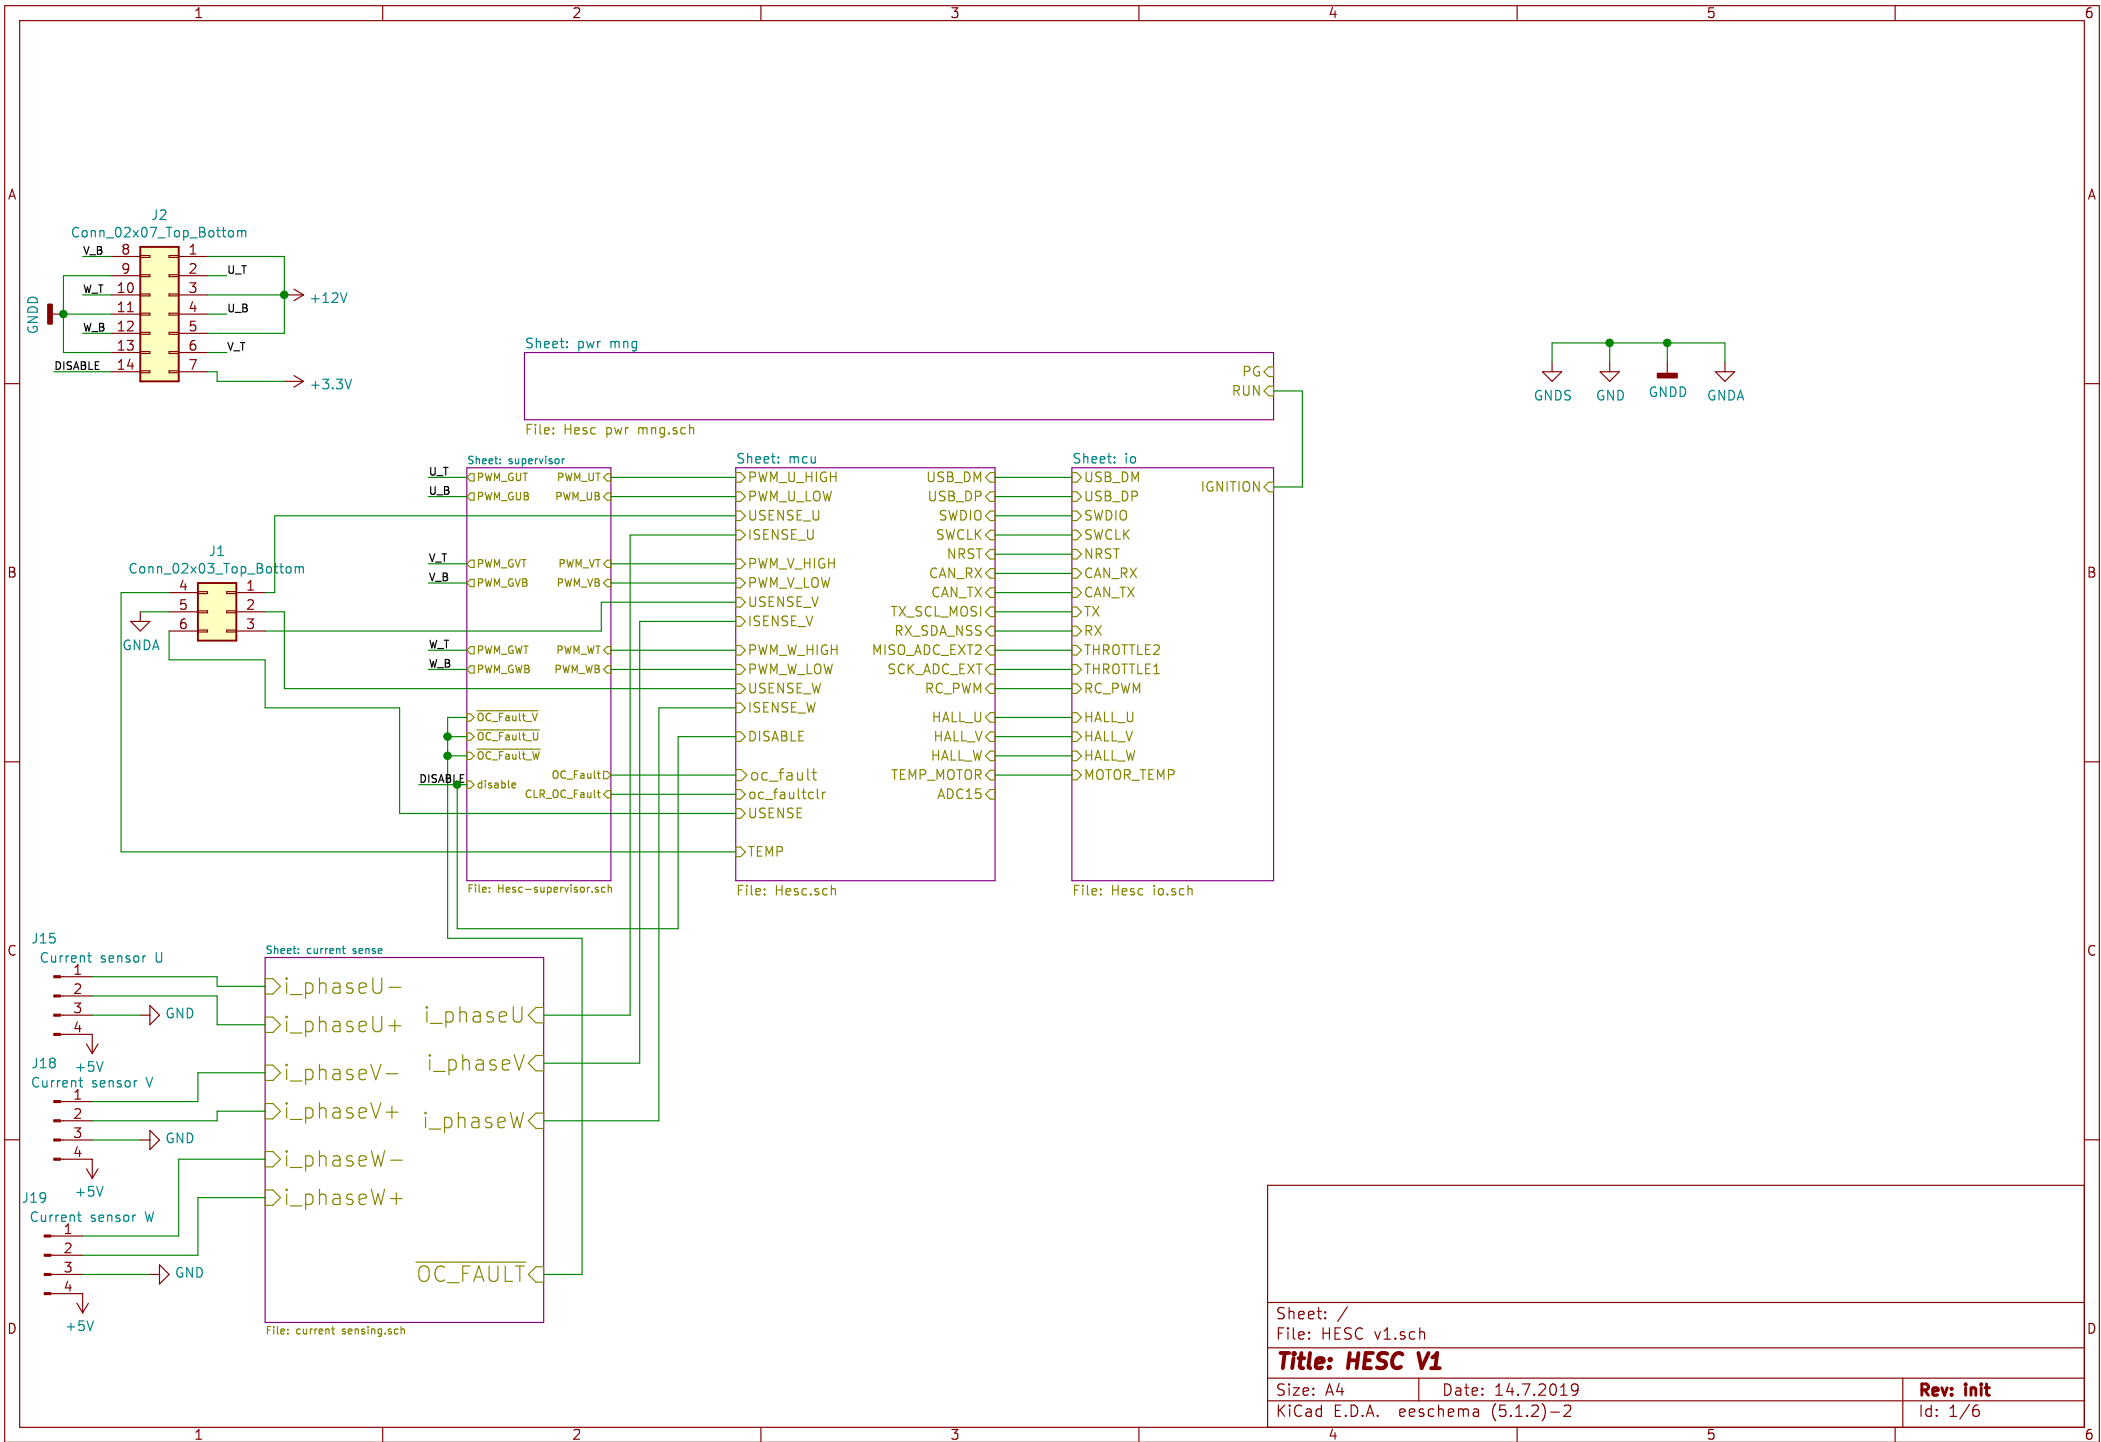 1 2 3 4 5 6
A A
B B
C C
D D
J2
Conn_02x07_Top_Bottom
V_B 8 1
9 2 U_T
W_T 10 3
+12V
GNDD
11 4 U_B
W_B 12 5
13 6 V_T
DISABLE 14 7
+3.3V
Sheet: pwr mng
PG
RUN
File: Hesc pwr mng.sch
GNDS GND GNDD GNDA
J1
Conn_02x03_Top_Bottom
4 1
5 2
6 3
GNDA
Sheet: supervisor
U_T PWM_GUT PWM_UT
U_B PWM_GUB PWM_UB
V_T PWM_GVT PWM_VT
V_B PWM_GVB PWM_VB
W_T PWM_GWT PWM_WT
W_B PWM_GWB PWM_WB
OC_Fault_V
OC_Fault_U
OC_Fault_W
OC_Fault
DISABLE disable
CLR_OC_Fault
File: Hesc-supervisor.sch
Sheet: mcu
PWM_U_HIGH USB_DM
PWM_U_LOW USB_DP
USENSE_U SWDIO
ISENSE_U SWCLK
NRST
PWM_V_HIGH CAN_RX
PWM_V_LOW CAN_TX
USENSE_V TX_SCL_MOSI
ISENSE_V RX_SDA_NSS
PWM_W_HIGH MISO_ADC_EXT2
PWM_W_LOW SCK_ADC_EXT
USENSE_W RC_PWM
ISENSE_W HALL_U
DISABLE HALL_V
HALL_W
oc_fault TEMP_MOTOR
oc_faultclr ADC15
USENSE
TEMP
File: Hesc.sch
Sheet: io
USB_DM
IGNITION
USB_DP
SWDIO
SWCLK
NRST
CAN_RX
CAN_TX
TX
RX
THROTTLE2
THROTTLE1
RC_PWM
HALL_U
HALL_V
HALL_W
MOTOR_TEMP
File: Hesc io.sch
J15
Current sensor U
1
2
3 GND
4
+5V
J18
Current sensor V
1
2
3 GND
4
+5V
J19
Current sensor W
1
2
3 GND
4
+5V
Sheet: current sense
i_phaseU-
i_phaseU
i_phaseU+
i_phaseV
i_phaseV-
i_phaseV+
i_phaseW
i_phaseW-
i_phaseW+
OC_FAULT
File: current sensing.sch
Sheet: /
File: HESC v1.sch
Title: HESC V1
Size: A4 Date: 14.7.2019 Rev: init
KiCad E.D.A. eeschema (5.1.2)-2 Id: 1/6
1 2 3 4 5 6